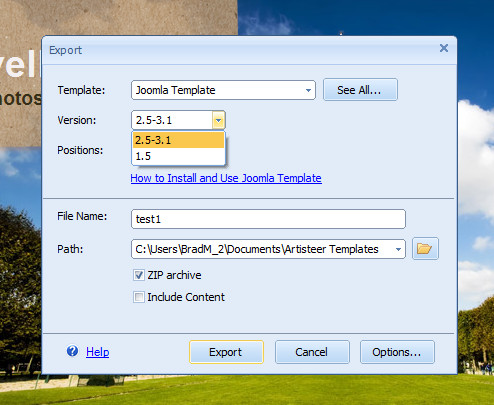 vell
hotos
Export
Template: Joomla Template See All...
Version: 2.5-3.1
2.5-3.1
1.5
Positions:
How to Install and Use Joomla Template
File Name: test1
Path: C:\Users\BradM_2\Documents\Artisteer Templates
ZIP archive
Include Content
Help Export Cancel Options...